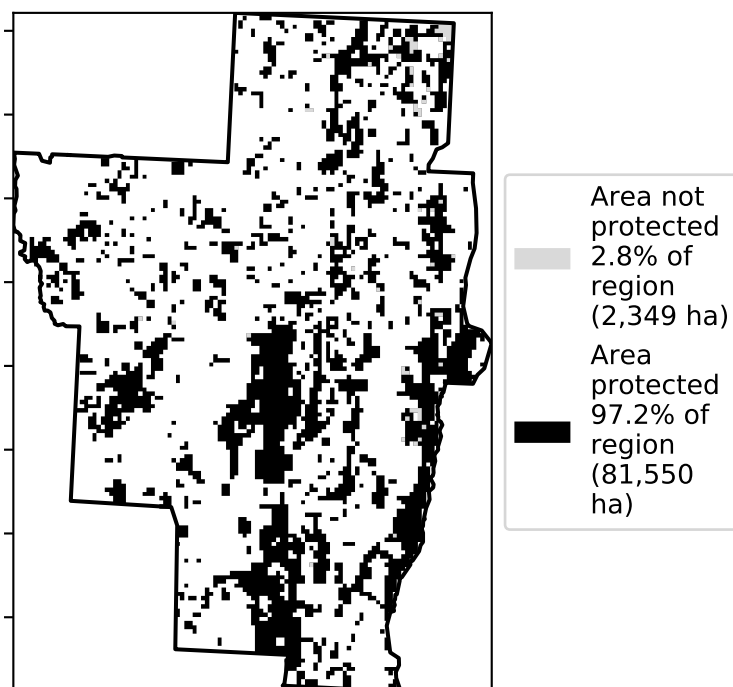 Area not
protected
2.8% of
region
(2,349 ha)
Area
protected
97.2% of
region
(81,550
ha)